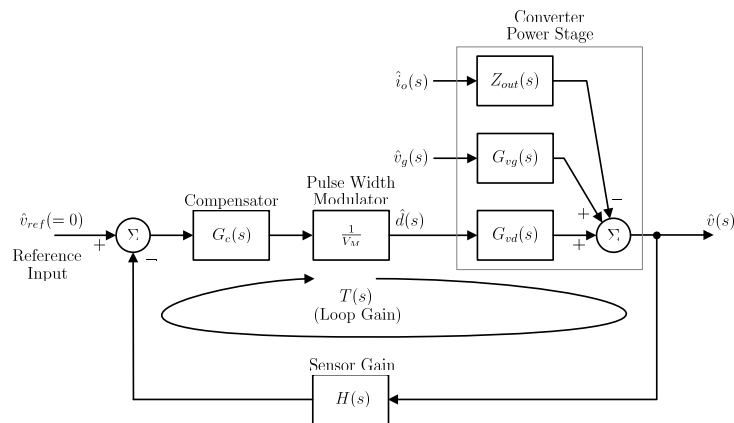 Converter
Power Stage
î_o(s)
Z_out(s)
−
v̂_g(s)
G_vg(s)
+
Pulse Width
Modulator
Compensator
v̂_ref(= 0)
+
Σ
−
G_c(s)
1/V_M
d̂(s)
G_vd(s)
+
Σ
v̂(s)
Reference
Input
T(s)
(Loop Gain)
Sensor Gain
H(s)